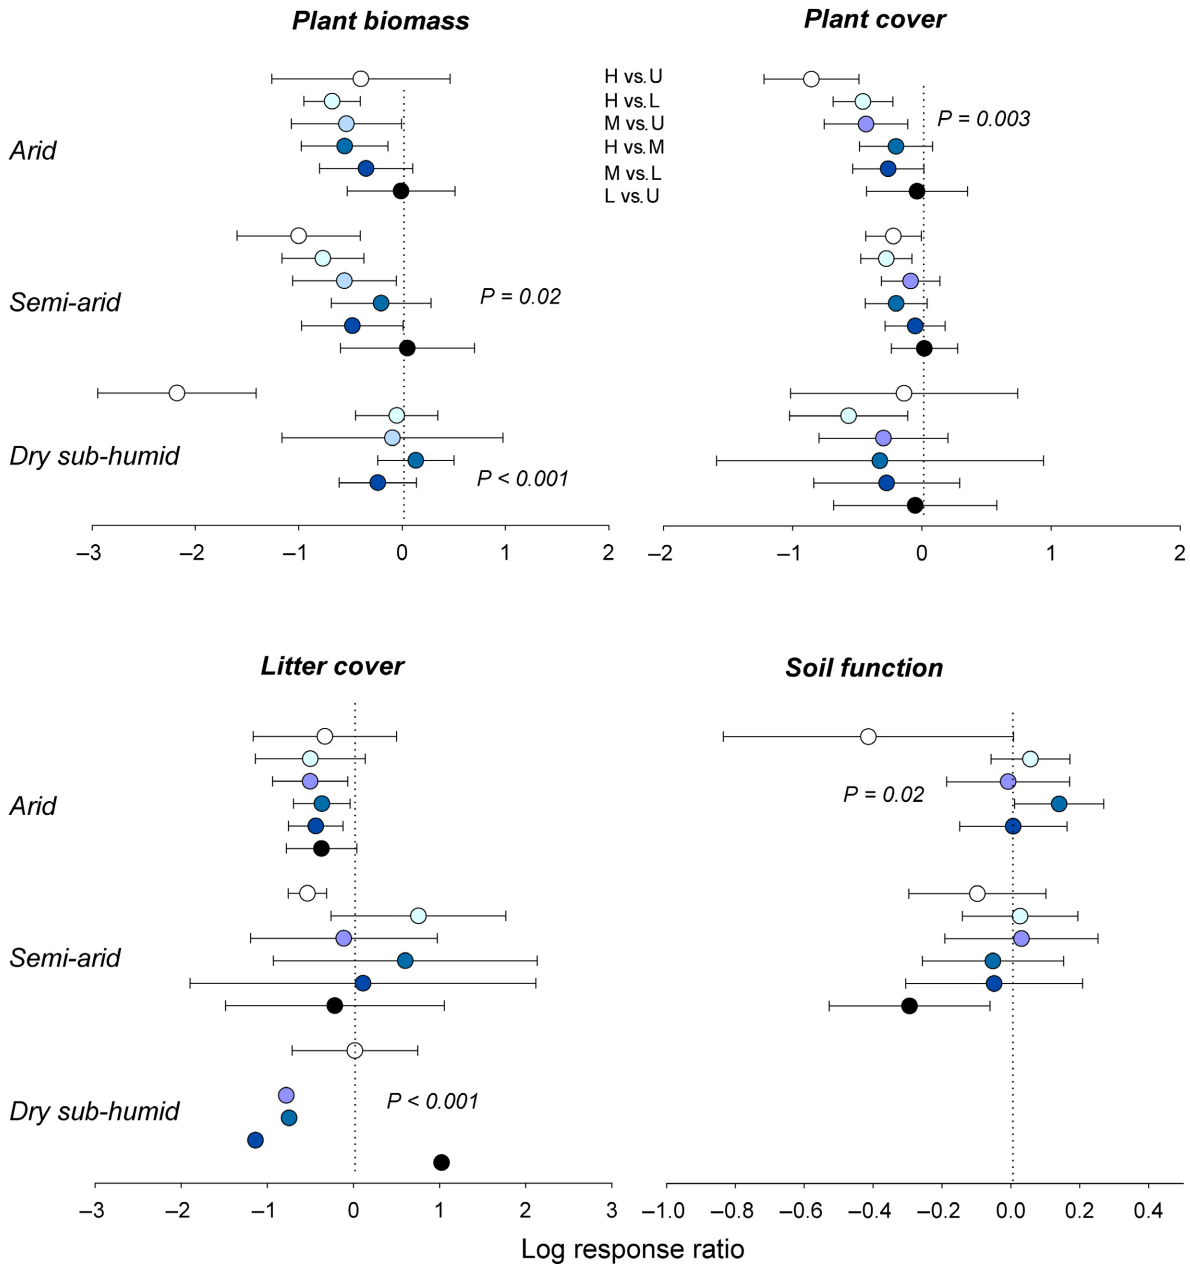 Plant biomass
Plant cover
H vs.U
H vs.L
M vs.U
H vs.M
M vs.L
L vs.U
P = 0.003
Arid
Semi-arid
P = 0.02
Dry sub-humid
P < 0.001
–3 –2 –1 0 1 2
–2 –1 0 1 2
Litter cover
Soil function
Arid
P = 0.02
Semi-arid
Dry sub-humid
P < 0.001
–3 –2 –1 0 1 2 3
–1.0 –0.8 –0.6 –0.4 –0.2 0.0 0.2 0.4
Log response ratio